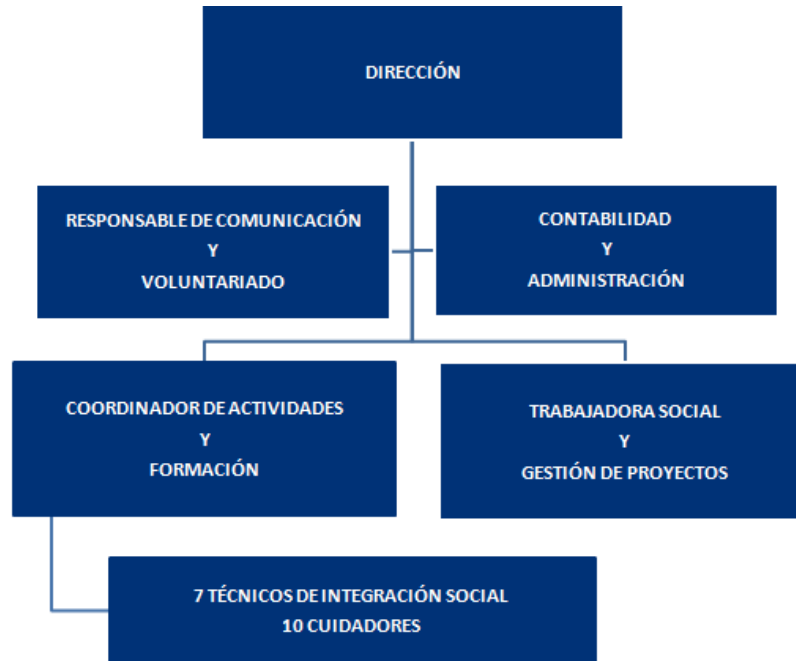 DIRECCIÓN
RESPONSABLE DE COMUNICACIÓN
Y
VOLUNTARIADO
CONTABILIDAD
Y
ADMINISTRACIÓN
COORDINADOR DE ACTIVIDADES
Y
FORMACIÓN
TRABAJADORA SOCIAL
Y
GESTIÓN DE PROYECTOS
7 TÉCNICOS DE INTEGRACIÓN SOCIAL
10 CUIDADORES